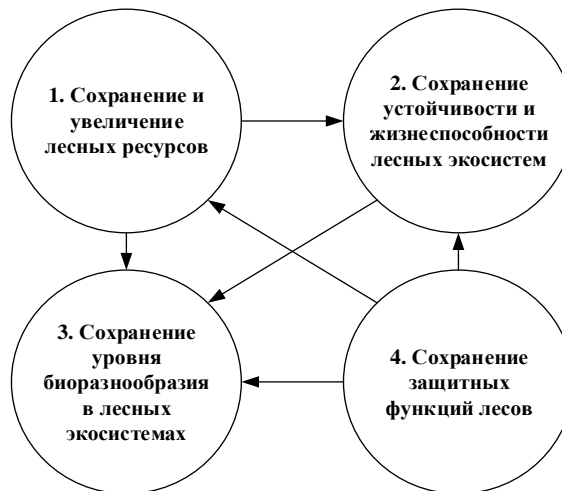 1. Сохранение и
увеличение
лесных ресурсов
2. Сохранение
устойчивости и
жизнеспособности
лесных экосистем
3. Сохранение
уровня
биоразнообразия
в лесных
экосистемах
4. Сохранение
защитных
функций лесов